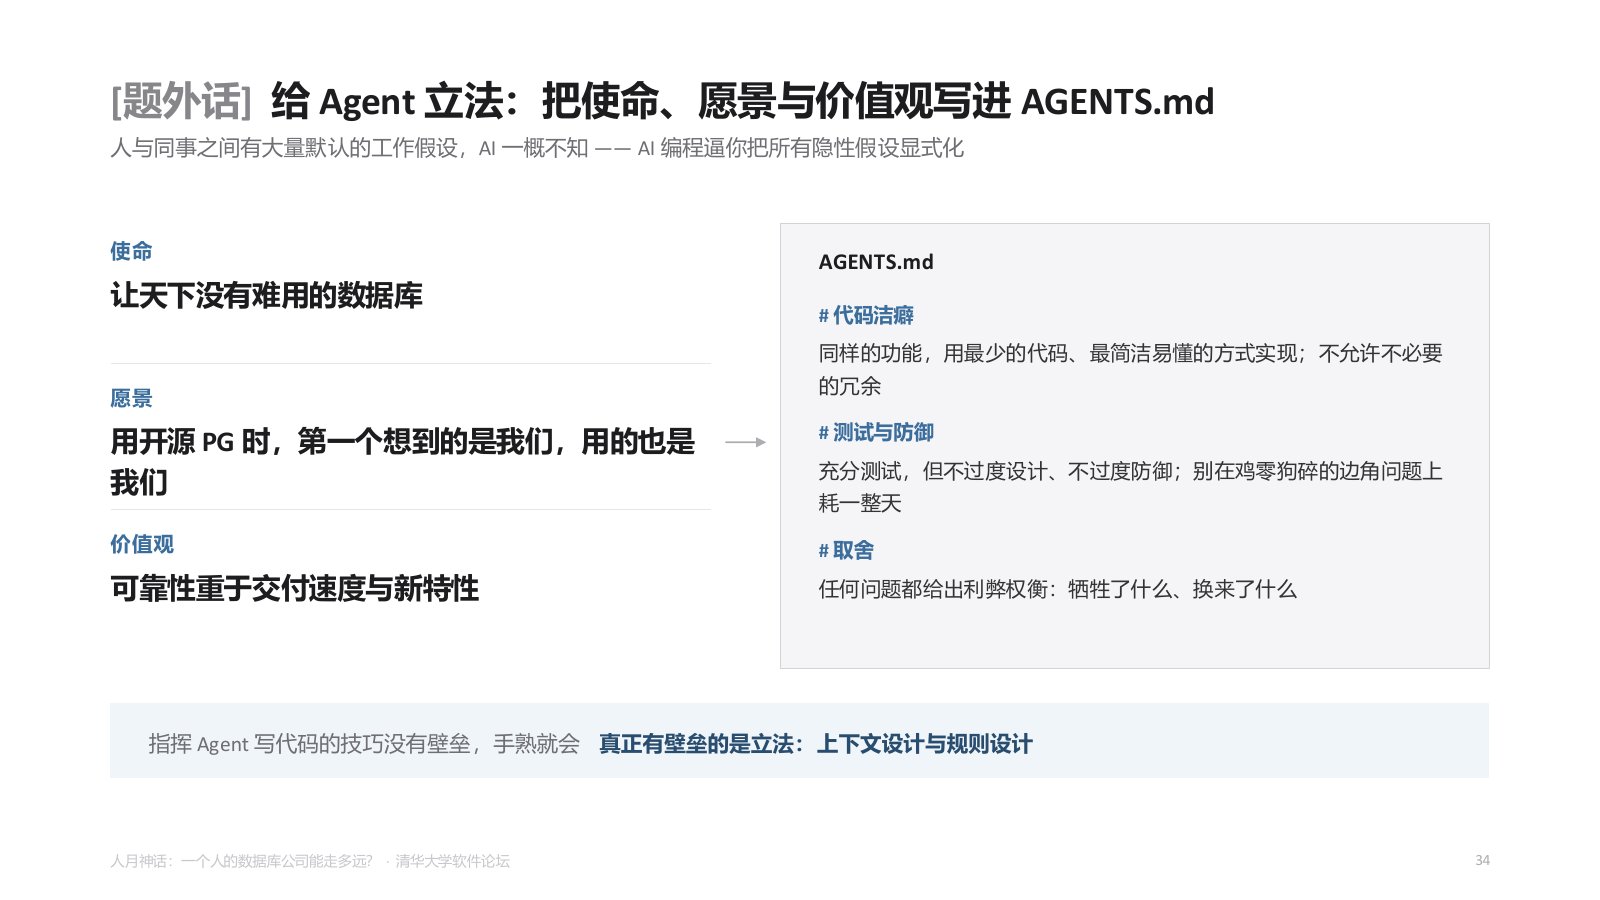 [题外话] 给 Agent 立法：把使命、愿景与价值观写进 AGENTS.md
人与同事之间有大量默认的工作假设，AI 一概不知 —— AI 编程逼你把所有隐性假设显式化
使命
让天下没有难用的数据库
愿景
用开源 PG 时，第一个想到的是我们，用的也是
我们
价值观
可靠性重于交付速度与新特性
AGENTS.md
# 代码洁癖
同样的功能，用最少的代码、最简洁易懂的方式实现；不允许不必要
的冗余
# 测试与防御
充分测试，但不过度设计、不过度防御；别在鸡零狗碎的边角问题上
耗一整天
# 取舍
任何问题都给出利弊权衡：牺牲了什么、换来了什么
指挥 Agent 写代码的技巧没有壁垒，手熟就会 真正有壁垒的是立法：上下文设计与规则设计
人月神话：一个人的数据库公司能走多远？ · 清华大学软件论坛
34